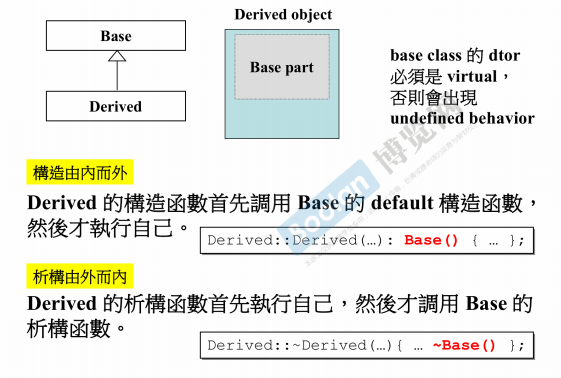 Derived object
Base
Base part
Derived
base class 的 dtor
必須是 virtual，
否則會出現
undefined behavior
構造由內而外
Derived 的構造函數首先調用 Base 的 default 構造函數，
然後才執行自己。
Derived::Derived(…): Base() { … };
析構由外而內
Derived 的析構函數首先執行自己，然後才調用 Base 的
析構函數。
Derived::~Derived(…){ … ~Base() };
Boolan
博览网